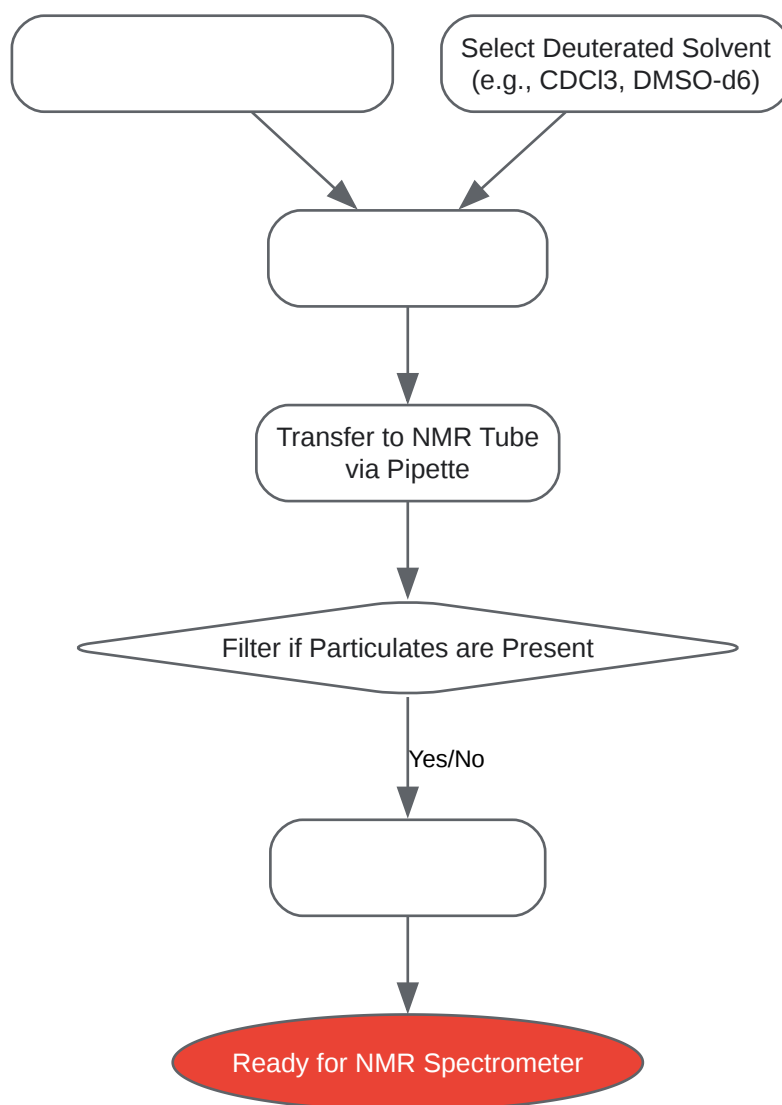 Select Deuterated Solvent
(e.g., CDCl3, DMSO-d6)
Transfer to NMR Tube
via Pipette
Filter if Particulates are Present
Yes/No
Ready for NMR Spectrometer